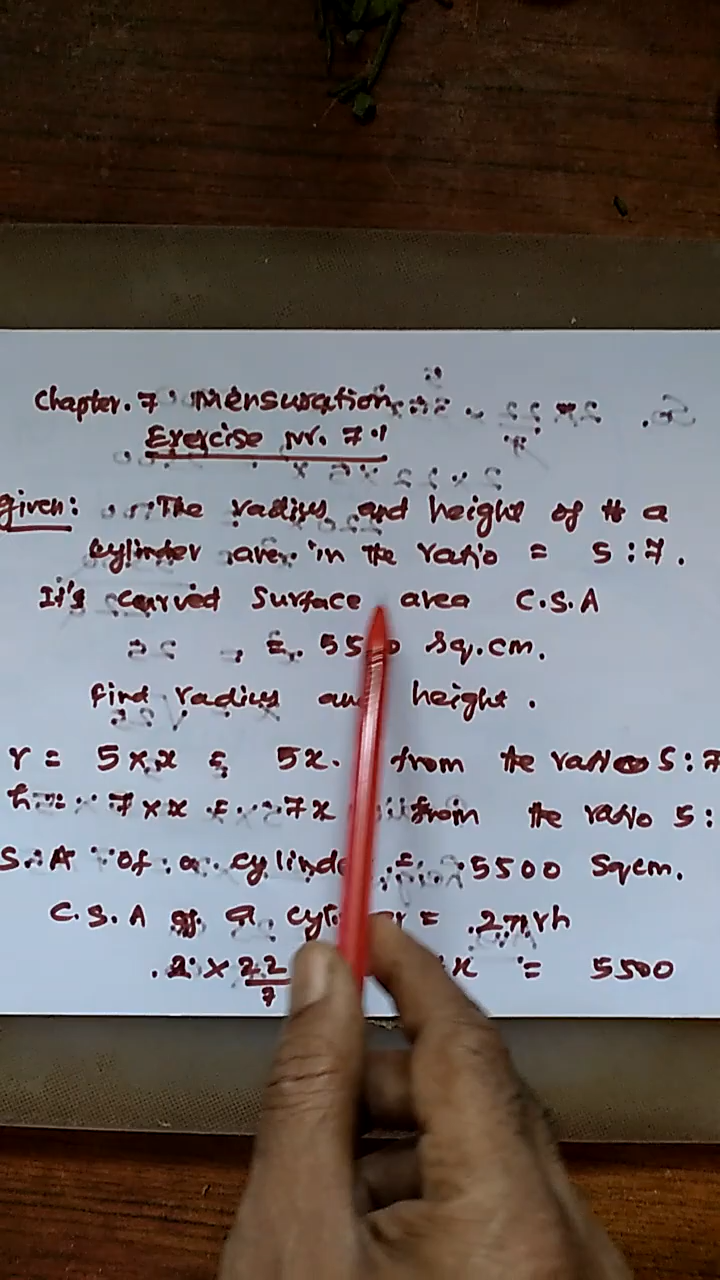 Chapter. 7 Mensuration
Exercise Nr. 7.1
given: The radius and height of a
cylinder are in the ratio = 5:7.
It's curved Surface area C.S.A
= 5500 sq.cm.
Find radius and height.
r = 5 x x = 5x. from the ratio 5:7
h = 7 x x = 7x from the ratio 5:
S.A of a cylinder = 5500 Sqcm.
C.S.A of a cylinder = 2πrh
2 x 22/7 x = 5500